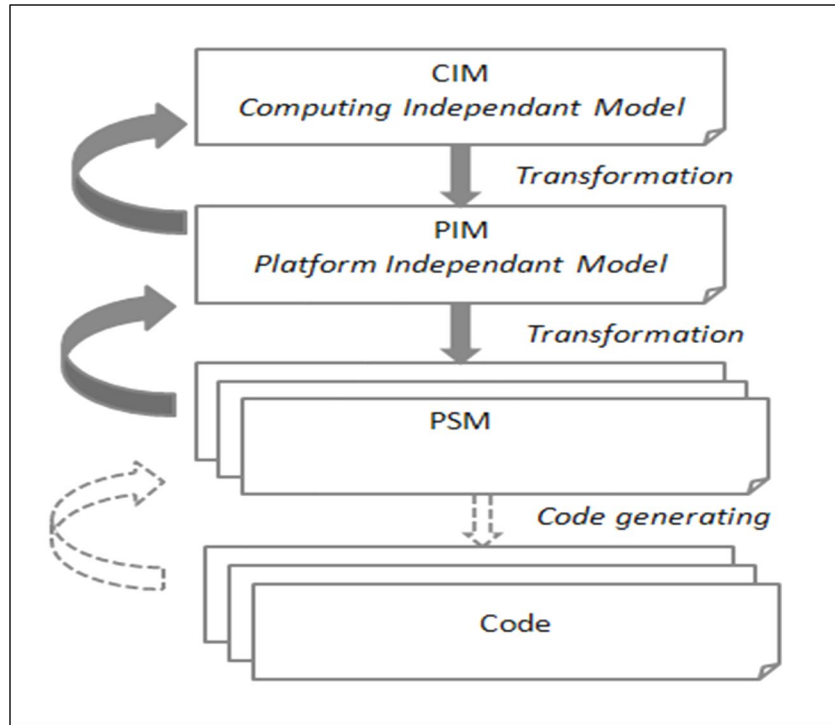 CIM
Computing Independant Model
Transformation
PIM
Platform Independant Model
Transformation
PSM
Code generating
Code